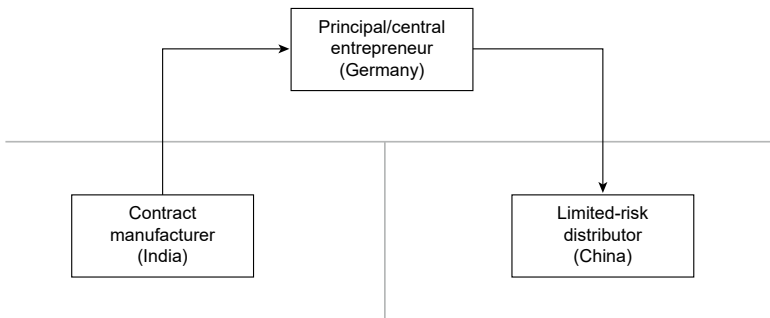 Principal/central
entrepreneur
(Germany)
Contract
manufacturer
(India)
Limited-risk
distributor
(China)